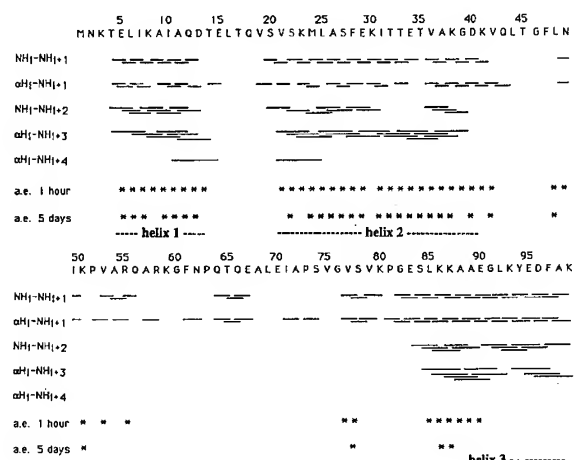 5 10 15 20 25 30 35 40 45
M N K T E L I K A I A Q D T E L T Q V S V S K M L A S F E K I T T E T V A K G D K V Q L T G F L N
NHi-NHi+1
αHi-NHi+1
NHi-NHi+2
αHi-NHi+3
αHi-NHi+4
a.e. 1 hour
a.e. 5 days
helix 1 helix 2
50 55 60 65 70 75 80 85 90 95
I K P V A R Q A R K G F N P Q T Q E A L E I A P S V G V S V K P G E S L K K A A E G L K Y E D F A K
NHi-NHi+1
αHi-NHi+1
NHi-NHi+2
αHi-NHi+3
αHi-NHi+4
a.e. 1 hour
a.e. 5 days
helix 3